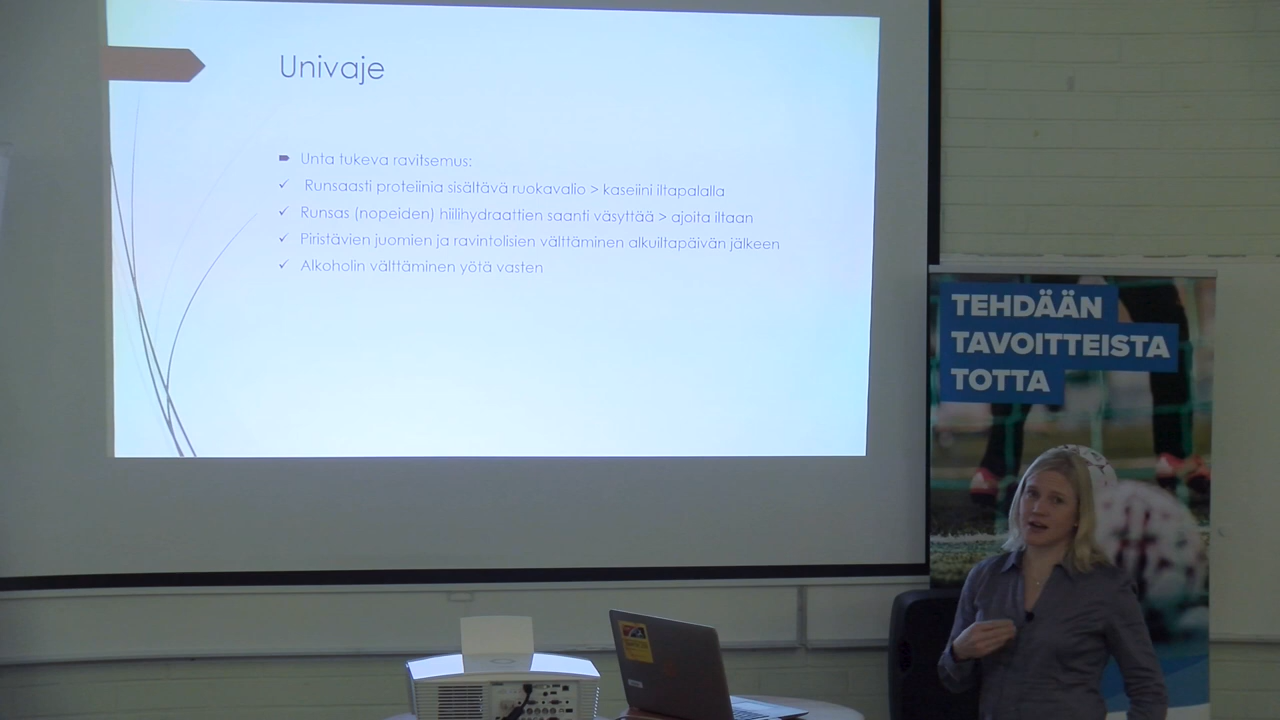 Univaje
Unta tukeva ravitsemus:
Runsaasti proteiinia sisältävä ruokavalio > kaseiini iltapalalla
Runsas (nopeiden) hiilihydraattien saanti väsyttää > ajoita iltaan
Piristävien juomien ja ravintolisien välttäminen alkuiltapäivän jälkeen
Alkoholin välttäminen yötä vasten
TEHDÄÄN
TAVOITTEISTA
TOTTA